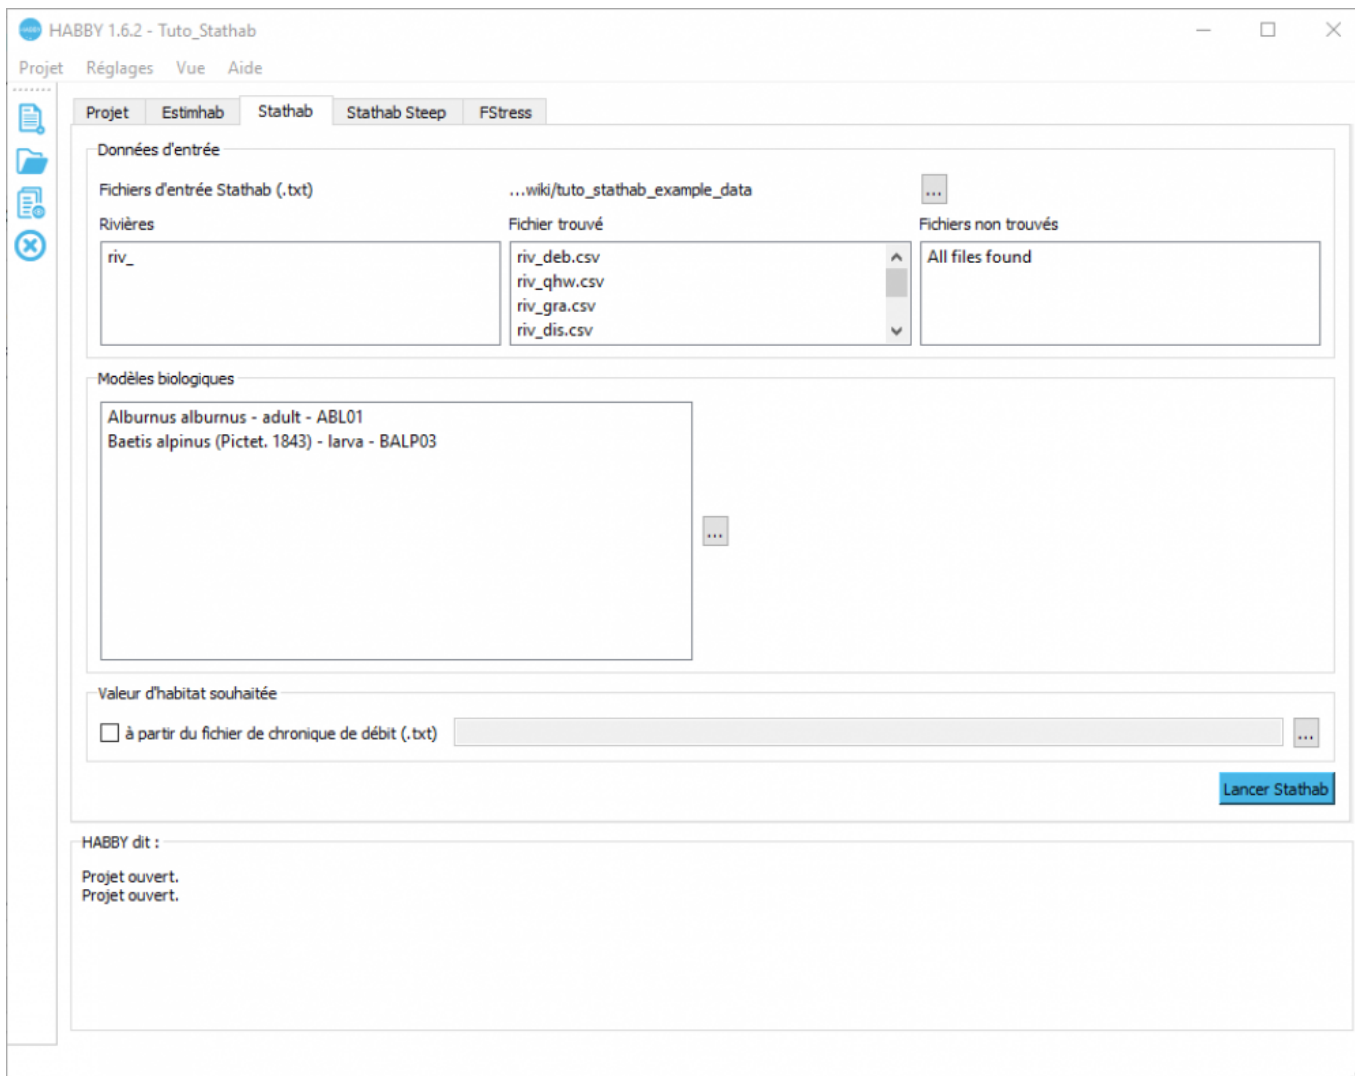 HABBY 1.6.2 - Tuto_Stathab
Projet Réglages Vue Aide
Projet Estimhab Stathab Stathab Steep FStress
Données d'entrée
Fichiers d'entrée Stathab (.txt) ...wiki/tuto_stathab_example_data ...
Rivières Fichier trouvé Fichiers non trouvés
riv_ riv_deb.csv All files found
riv_qhw.csv
riv_gra.csv
riv_dis.csv
Modèles biologiques
Alburnus alburnus - adult - ABL01
Baetis alpinus (Pictet. 1843) - larva - BALP03
...
Valeur d'habitat souhaitée
à partir du fichier de chronique de débit (.txt) ...
Lancer Stathab
HABBY dit :
Projet ouvert.
Projet ouvert.